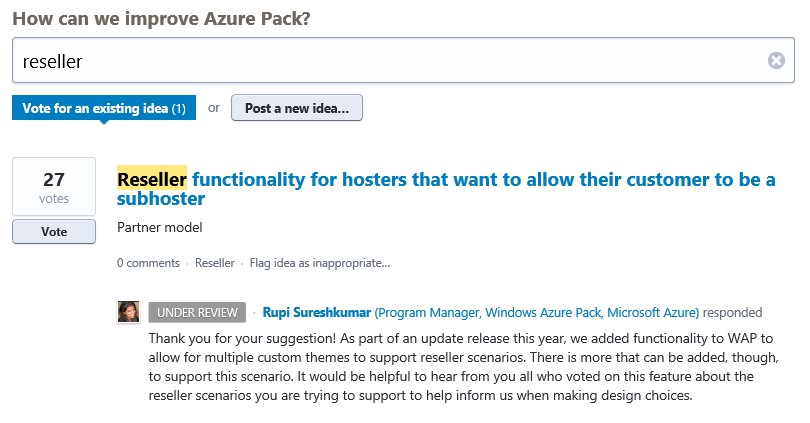 How can we improve Azure Pack?
reseller
Vote for an existing idea (1) or Post a new idea...
27
votes
Vote
Reseller functionality for hosters that want to allow their customer to be a
subhoster
Partner model
0 comments · Reseller · Flag idea as inappropriate...
UNDER REVIEW · Rupi Sureshkumar (Program Manager, Windows Azure Pack, Microsoft Azure) responded
Thank you for your suggestion! As part of an update release this year, we added functionality to WAP to
allow for multiple custom themes to support reseller scenarios. There is more that can be added, though,
to support this scenario. It would be helpful to hear from you all who voted on this feature about the
reseller scenarios you are trying to support to help inform us when making design choices.